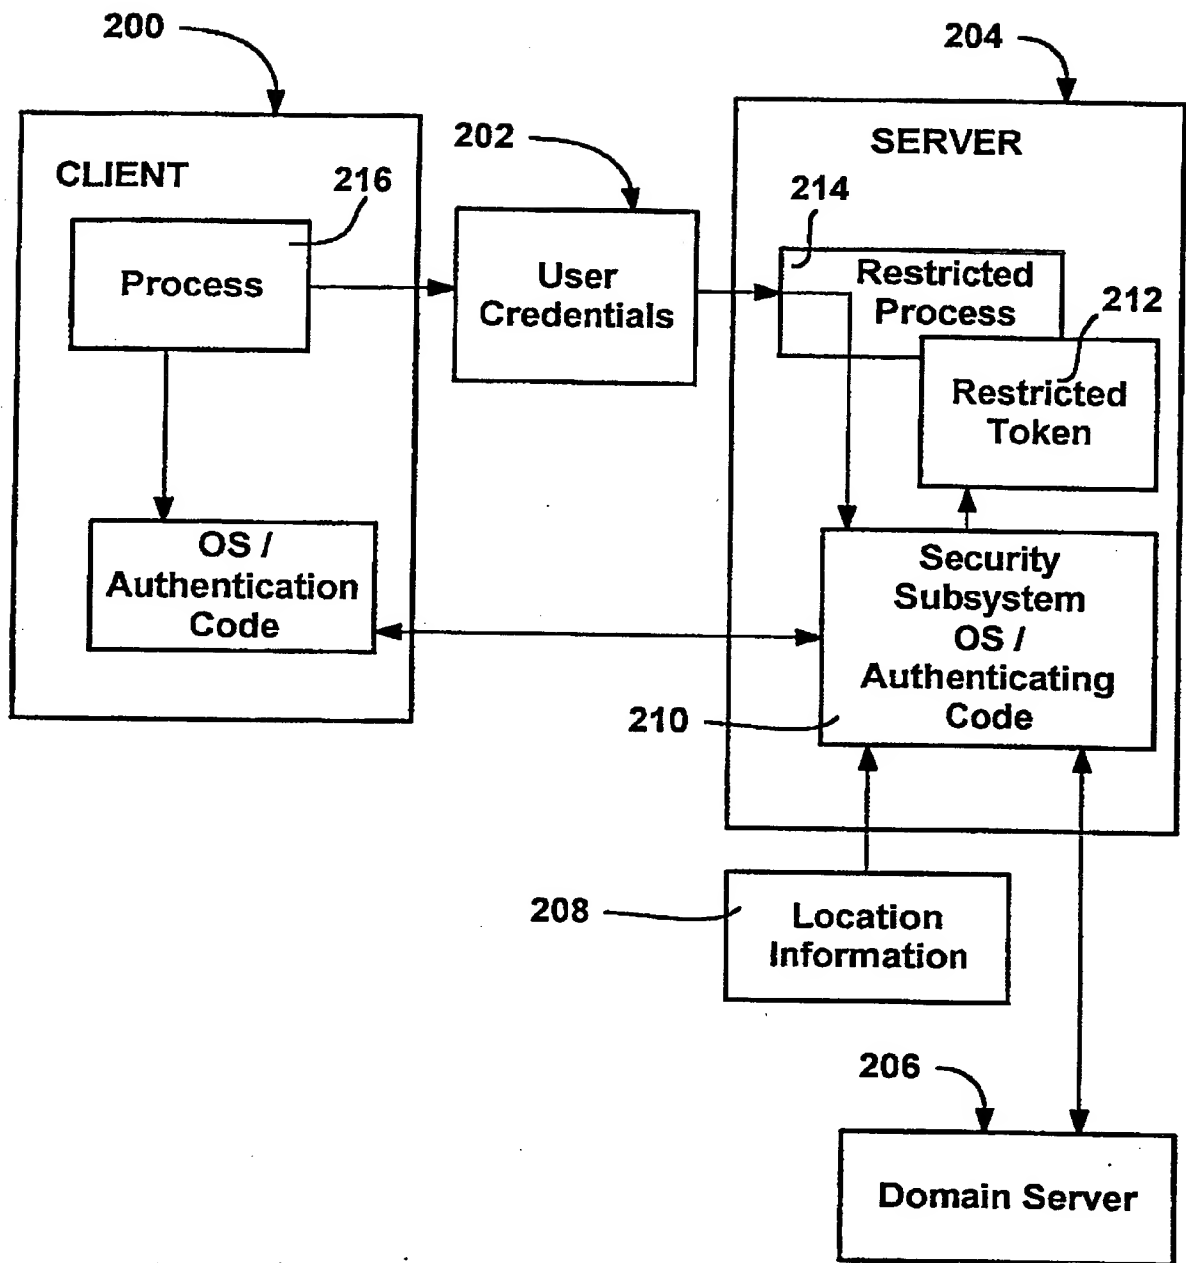 200
204
202
SERVER
CLIENT
216
214
Process
User
Credentials
Restricted
Process
212
Restricted
Token
OS /
Authentication
Code
Security
Subsystem
OS /
Authenticating
Code
210
208
Location
Information
206
Domain Server